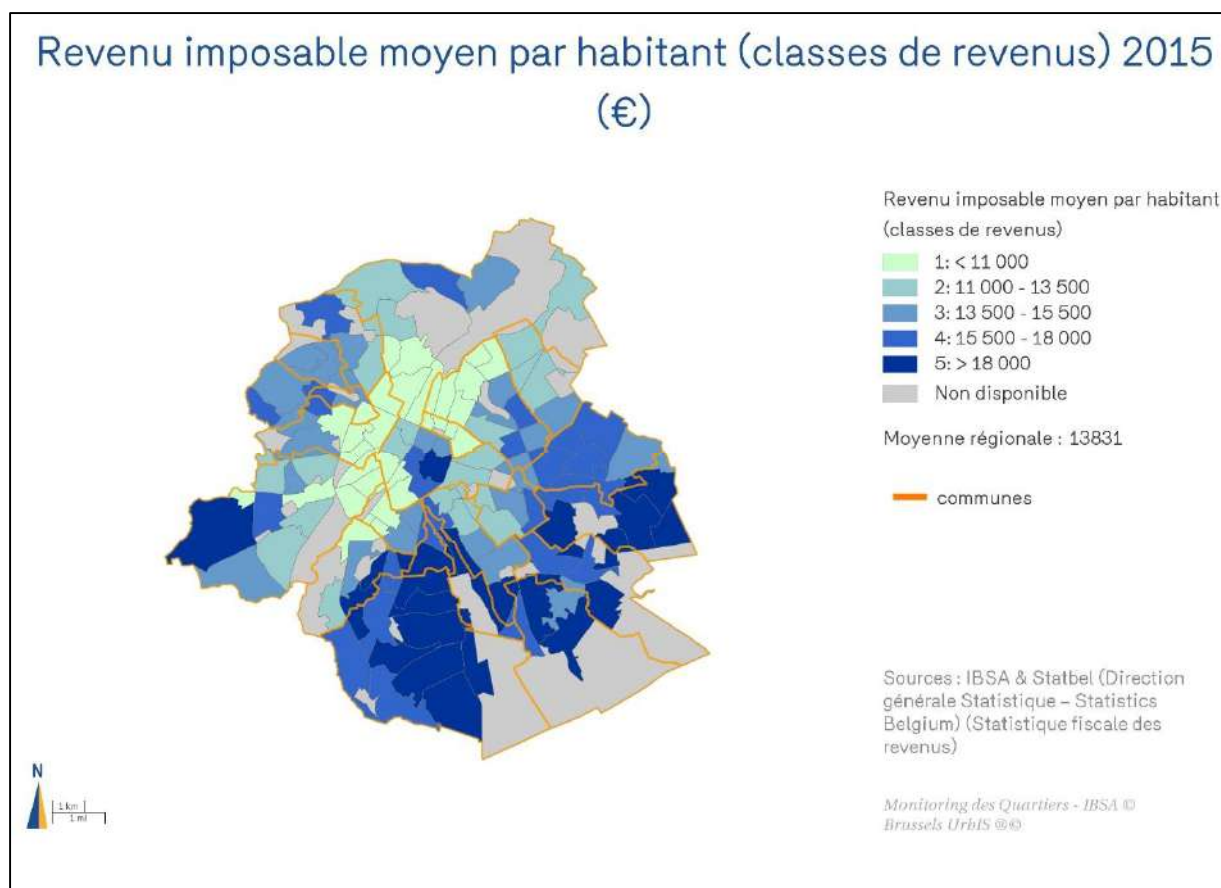 Revenu imposable moyen par habitant (classes de revenus) 2015
(€)
Revenu imposable moyen par habitant
(classes de revenus)
1: < 11 000
2: 11 000 - 13 500
3: 13 500 - 15 500
4: 15 500 - 18 000
5: > 18 000
Non disponible
Moyenne régionale : 13831
communes
Sources : IBSA & Statbel (Direction
générale Statistique – Statistics
Belgium) (Statistique fiscale des
revenus)
N
1 km
1 mi
Monitoring des Quartiers - IBSA ©
Brussels UrbIS ®©